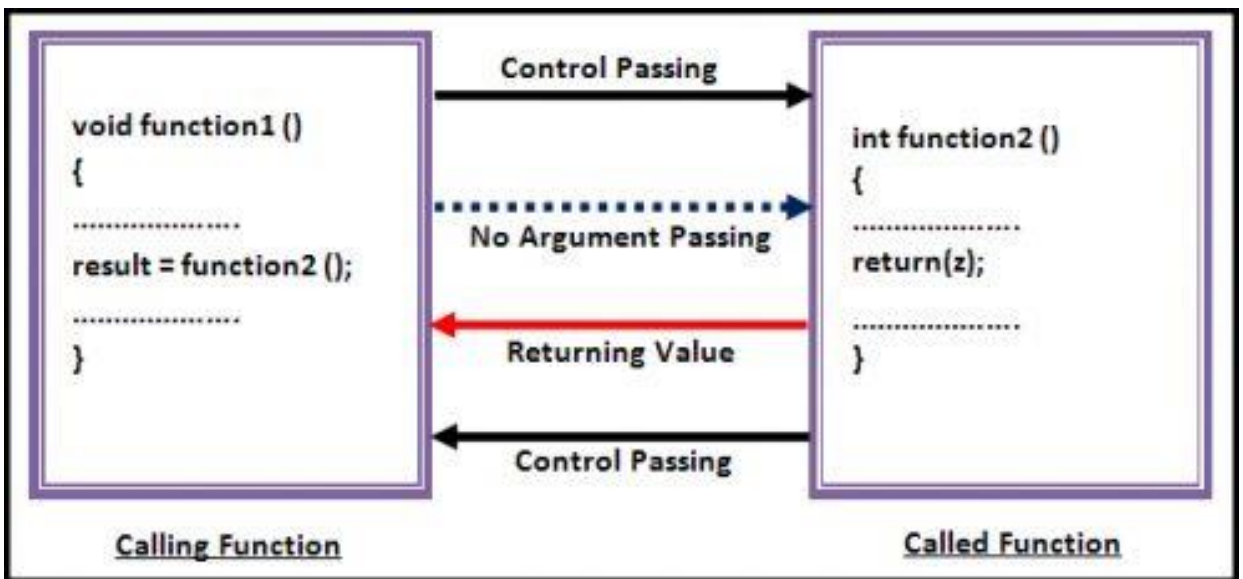 void function1 ()
{
....................
result = function2 ();
....................
}
Calling Function
Control Passing
No Argument Passing
Returning Value
Control Passing
int function2 ()
{
....................
return(z);
....................
}
Called Function